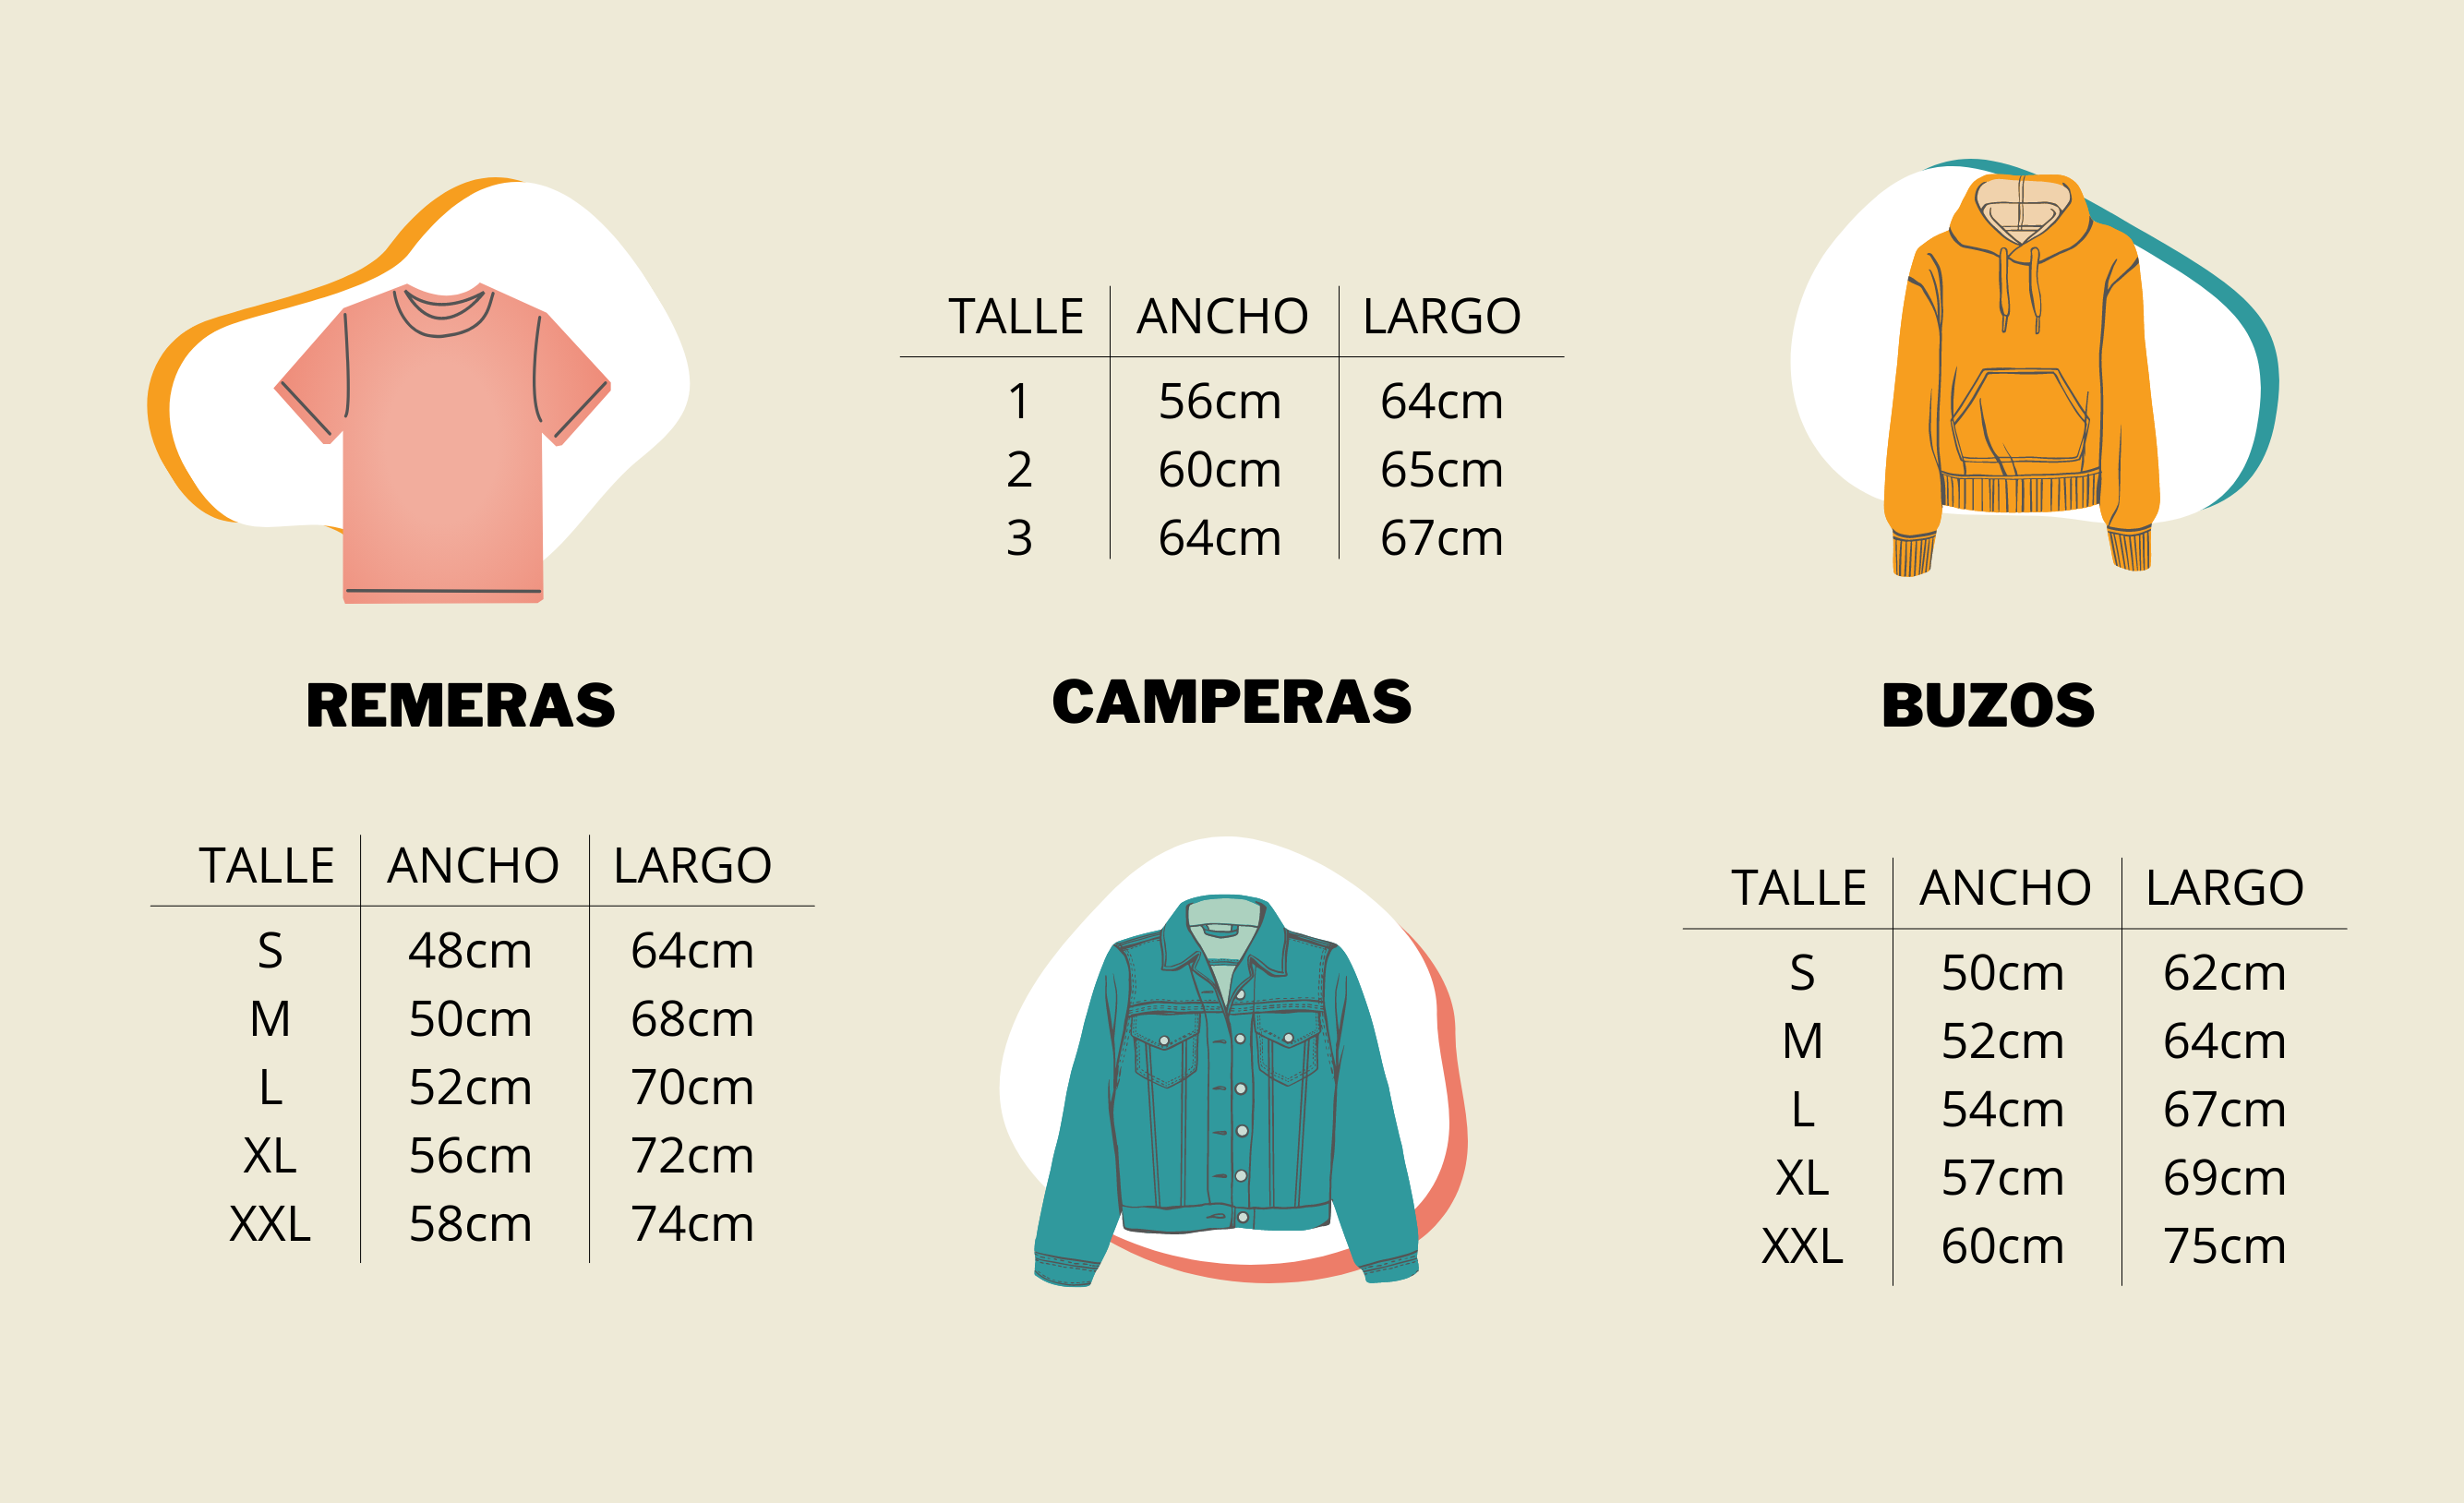 REMERAS
TALLE ANCHO LARGO
S 48cm 64cm
M 50cm 68cm
L 52cm 70cm
XL 56cm 72cm
XXL 58cm 74cm
TALLE ANCHO LARGO
1 56cm 64cm
2 60cm 65cm
3 64cm 67cm
CAMPERAS
BUZOS
TALLE ANCHO LARGO
S 50cm 62cm
M 52cm 64cm
L 54cm 67cm
XL 57cm 69cm
XXL 60cm 75cm